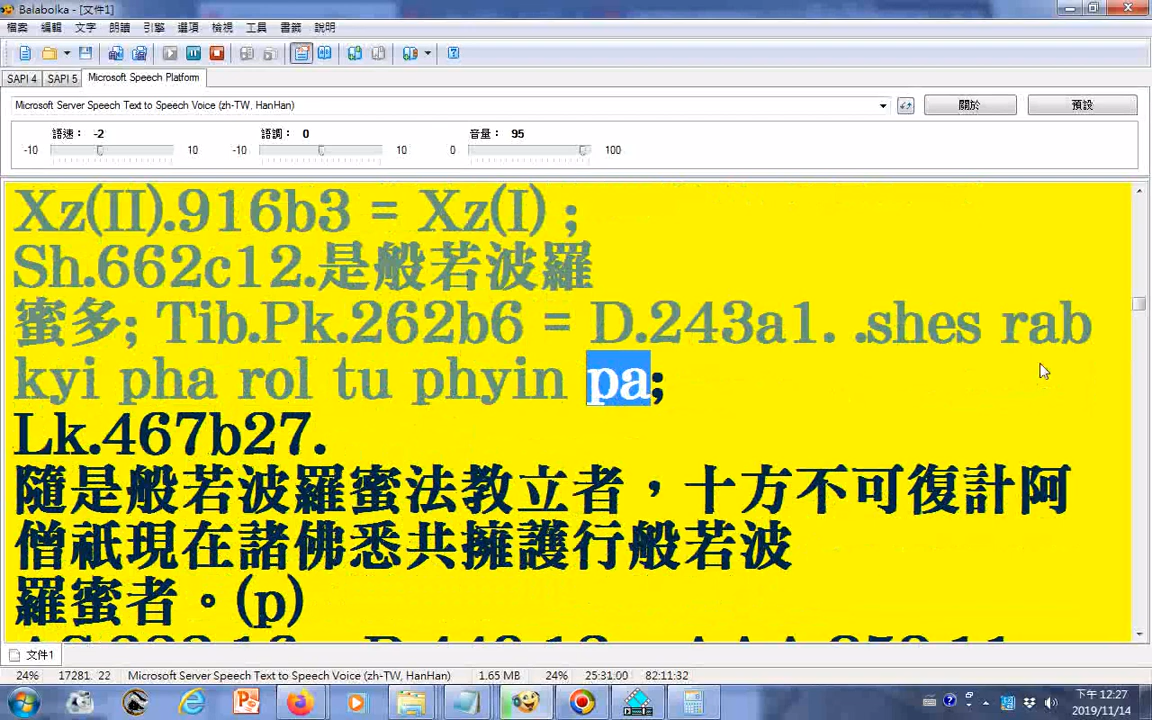 Balabolka - [文件1]
檔案 編輯 文字 朗讀 引擎 選項 檢視 工具 書籤 說明
SAPI 4 SAPI 5 Microsoft Speech Platform
Microsoft Server Speech Text to Speech Voice (zh-TW, HanHan) 關於 預設
語速： -2 語調： 0 音量： 95
-10 10 -10 10 0 100
Xz(II).916b3 = Xz(I) ;
Sh.662c12.是般若波羅
蜜多; Tib.Pk.262b6 = D.243a1. .shes rab
kyi pha rol tu phyin pa;
Lk.467b27.
隨是般若波羅蜜法教立者，十方不可復計阿
僧祇現在諸佛悉共擁護行般若波
羅蜜者。(p)
文件1
24% 17281: 22 Microsoft Server Speech Text to Speech Voice (zh-TW, HanHan) 1.65 MB 24% 25:31:00 82:11:32
下午 12:27
2019/11/14